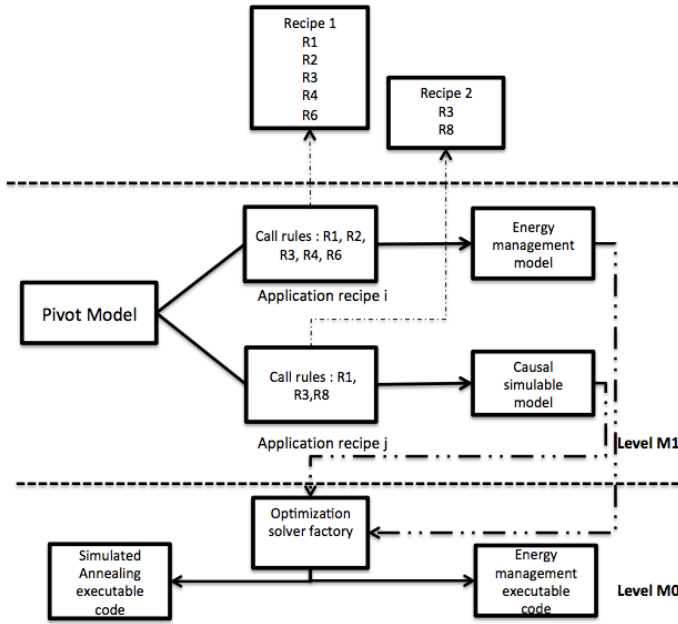 Recipe 1
R1
R2
R3
R4
R6
Recipe 2
R3
R8
Call rules : R1, R2,
R3, R4, R6
Energy
management
model
Application recipe i
Pivot Model
Call rules : R1,
R3,R8
Causal
simulable
model
Application recipe j
Level M1
Optimization
solver factory
Simulated
Annealing
executable
code
Energy
management
executable
code
Level M0